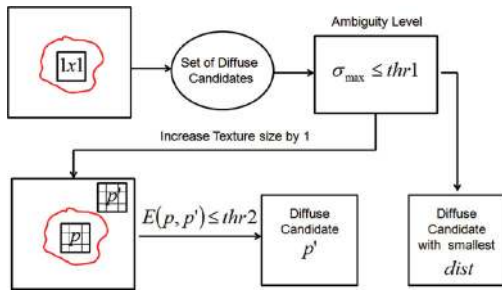 Ambiguity Level
1x1
Set of Diffuse
Candidates
σmax ≤ thr1
Increase Texture size by 1
p'
p
E(p, p') ≤ thr2
Diffuse
Candidate
p'
Diffuse
Candidate
with smallest
dist